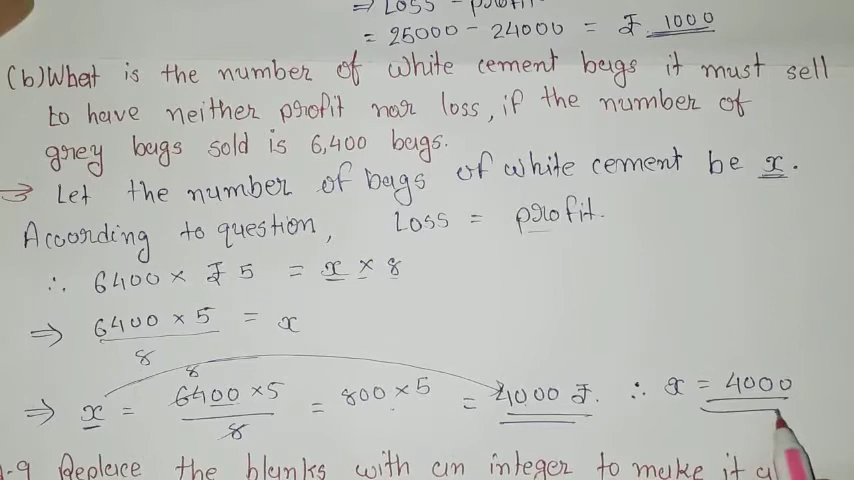 ⇒ Loss - profit
= 25000 - 24000 = ₹ 1000
(b) What is the number of white cement bags it must sell
to have neither profit nor loss, if the number of
grey bags sold is 6,400 bags.
⇒ Let the number of bags of white cement be x.
According to question, Loss = profit.
∴ 6400 × ₹ 5 = x × 8
⇒ 6400 × 5 / 8 = x
⇒ x = 6400 × 5 / 8 = 800 × 5 = 4000 ₹. ∴ x = 4000
-9 Replace the blanks with an integer to make it a